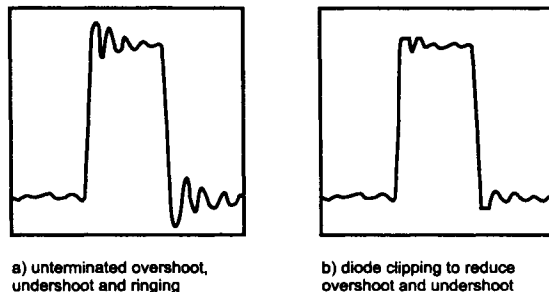 a) unterminated overshoot,
undershoot and ringing
b) diode clipping to reduce
overshoot and undershoot